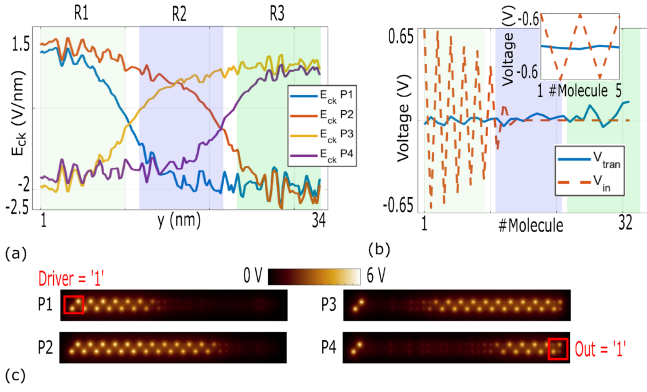 R1 R2 R3
1.5
-2
-2.5
E_ck (V/nm)
1 y (nm) 34
E_ck P1
E_ck P2
E_ck P3
E_ck P4
(a)
0.65
-0.65
Voltage (V)
1 #Molecule 32
V_tran
V_in
-0.6
-0.6
Voltage (V)
1 5
#Molecule
(b)
Driver = '1'
0 V 6 V
P1 P3
P2 P4
Out = '1'
(c)